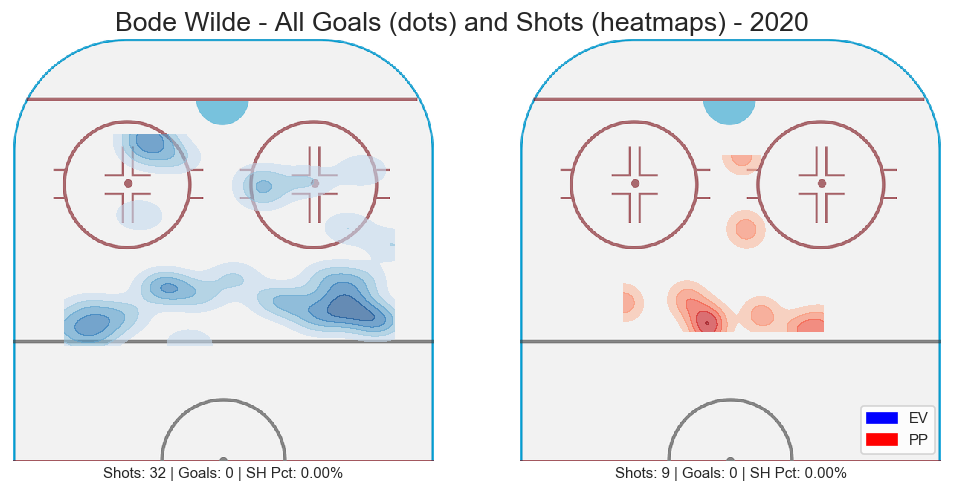 Bode Wilde - All Goals (dots) and Shots (heatmaps) - 2020
EV
PP
Shots: 32 | Goals: 0 | SH Pct: 0.00%
Shots: 9 | Goals: 0 | SH Pct: 0.00%